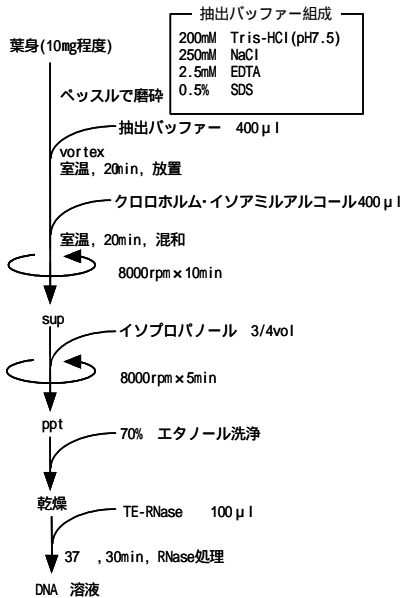 抽出バッファー組成
200mM Tris-HCl(pH7.5)
250mM NaCl
2.5mM EDTA
0.5% SDS
葉身(10mg程度)
ペッスルで磨砕
抽出バッファー 400μl
vortex
室温, 20min, 放置
クロロホルム･イソアミルアルコール400μl
室温, 20min, 混和
8000rpm×10min
sup
イソプロパノール 3/4vol
8000rpm×5min
ppt
70% エタノール洗浄
乾燥
TE-RNase 100μl
37 ,30min, RNase処理
DNA 溶液